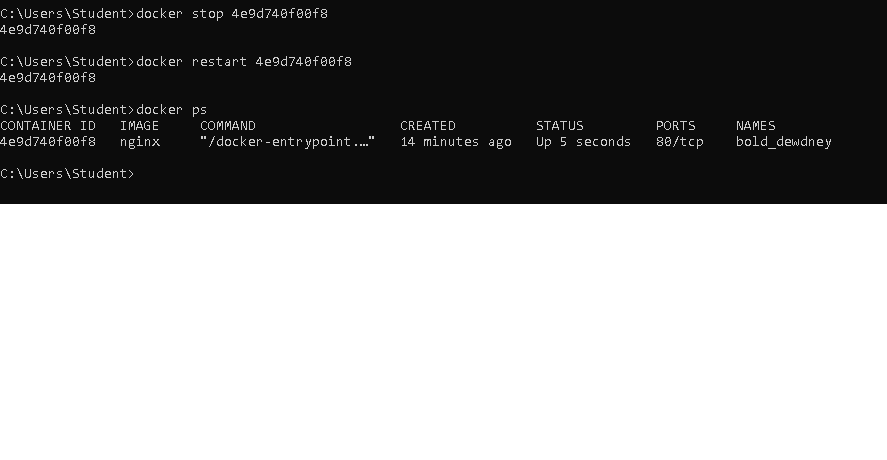 C:\Users\Student>docker stop 4e9d740f00f8
4e9d740f00f8
C:\Users\Student>docker restart 4e9d740f00f8
4e9d740f00f8
C:\Users\Student>docker ps
CONTAINER ID   IMAGE     COMMAND                  CREATED          STATUS         PORTS     NAMES
4e9d740f00f8   nginx     "/docker-entrypoint.…"   14 minutes ago   Up 5 seconds   80/tcp    bold_dewdney
C:\Users\Student>